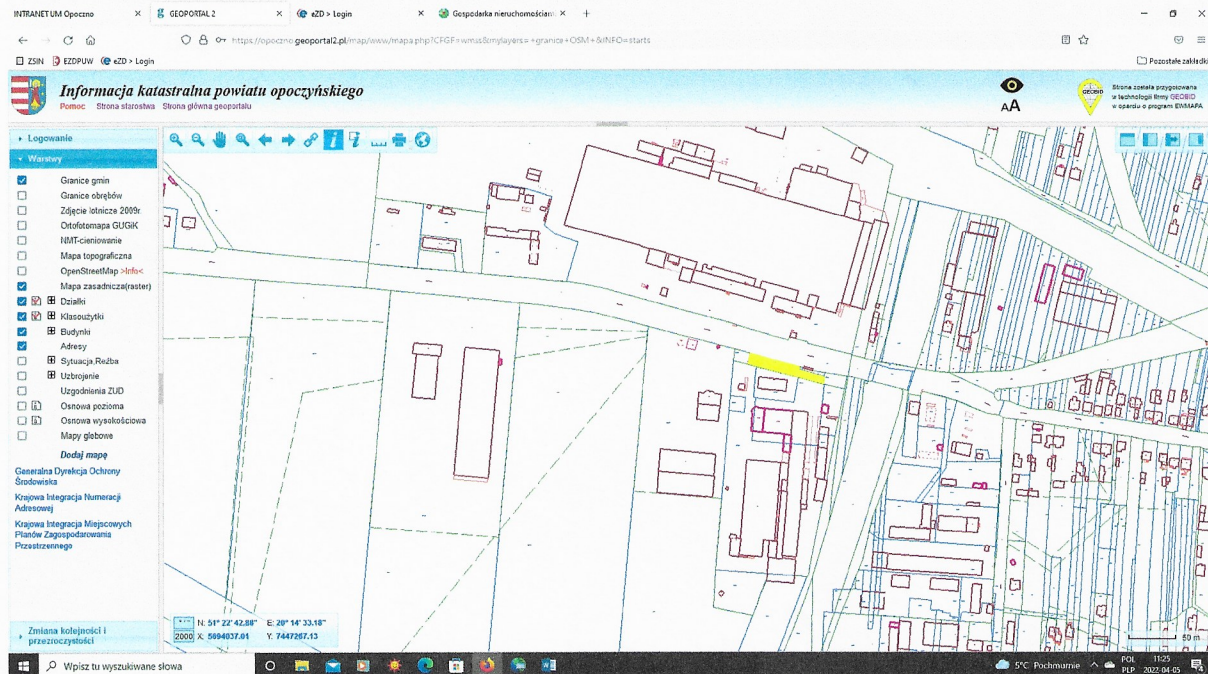 INTRANET UM Opoczno
GEOPORTAL 2
eZD > Login
Gospodarka nieruchomościam
https://opoczno.geoportal2.pl/map/www/mapa.php?CFGF=wms&mylayers=+granice+OSM+&INFO=starts
ZSIN
EZDPUW
eZD > Login
Pozostałe zakładki
Informacja katastralna powiatu opoczyńskiego
Pomoc Strona starostwa Strona główna geoportalu
AA
GEOBID
Strona została przygotowana
w technologii firmy GEOBID
w oparciu o program EWMAPA
Logowanie
Warstwy
Granice gmin
Granice obrębów
Zdjęcie lotnicze 2009r.
Ortofotomapa GUGiK
NMT-cieniowanie
Mapa topograficzna
OpenStreetMap >Info<
Mapa zasadnicza(raster)
Działki
Klasoużytki
Budynki
Adresy
Sytuacja,Rzeźba
Uzbrojenie
Uzgodnienia ZUD
Osnowa pozioma
Osnowa wysokościowa
Mapy glebowe
Dodaj mapę
Generalna Dyrekcja Ochrony
Środowiska
Krajowa Integracja Numeracji
Adresowej
Krajowa Integracja Miejscowych
Planów Zagospodarowania
Przestrzennego
Zmiana kolejności i
przezroczystości
N: 51° 22' 42.88" E: 20° 14' 33.18"
2000 X: 5694037.01 Y: 7447267.13
50 m
Wpisz tu wyszukiwane słowa
5°C Pochmurnie
POL
PLP
11:25
2022-04-05